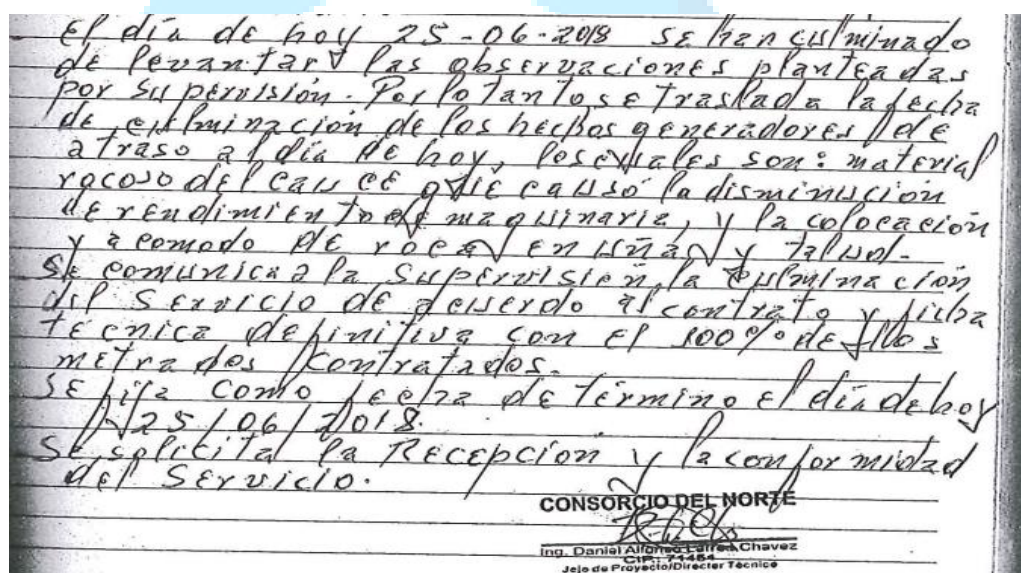 El día de hoy 25-06-2018 se han culminado
de levantar las observaciones planteadas
por Supervisión. Por lo tanto se traslada la fecha
de culminación de los hechos generadores de
atraso al día de hoy, los cuales son: material
rocoso del cauce que causó la disminución
de rendimiento de maquinaria, y la colocación
y acomodo de roca en uña y talud.
Se comunica a la Supervisión, la culminación
del Servicio de acuerdo al contrato y ficha
técnica definitiva con el 100% de los
metrados contratados.
Se fija como fecha de término el día de hoy
25/06/2018.
Se solicita la Recepción y la conformidad
del Servicio.
CONSORCIO DEL NORTE
Ing. Daniel Alfonso Chavez
CIP.: 71454
Jefe de Proyecto/Director Técnico